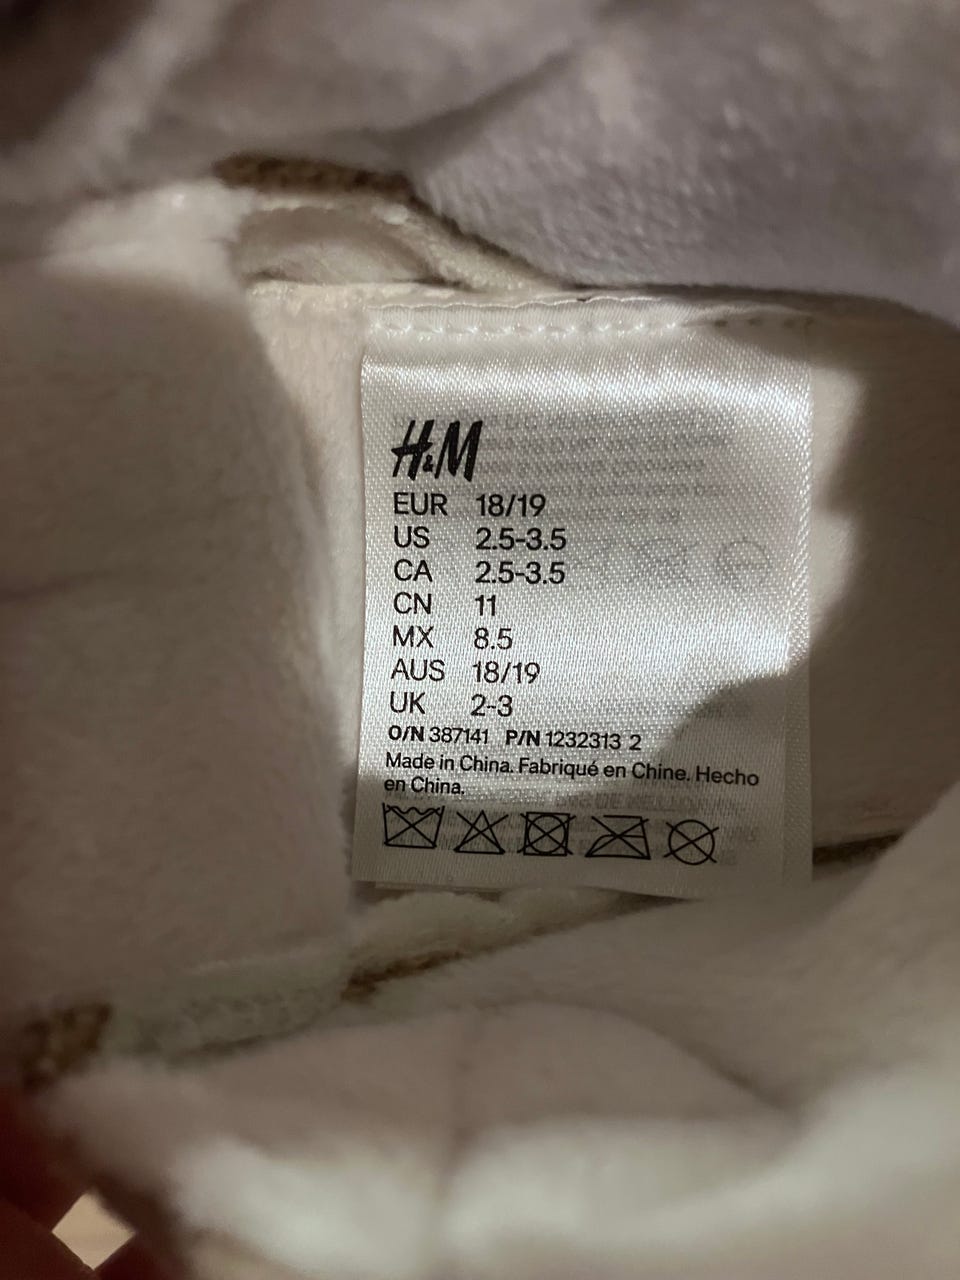 H&M
EUR 18/19
US 2.5-3.5
CA 2.5-3.5
CN 11
MX 8.5
AUS 18/19
UK 2-3
O/N 387141 P/N 1232313 2
Made in China. Fabriqué en Chine. Hecho
en China.